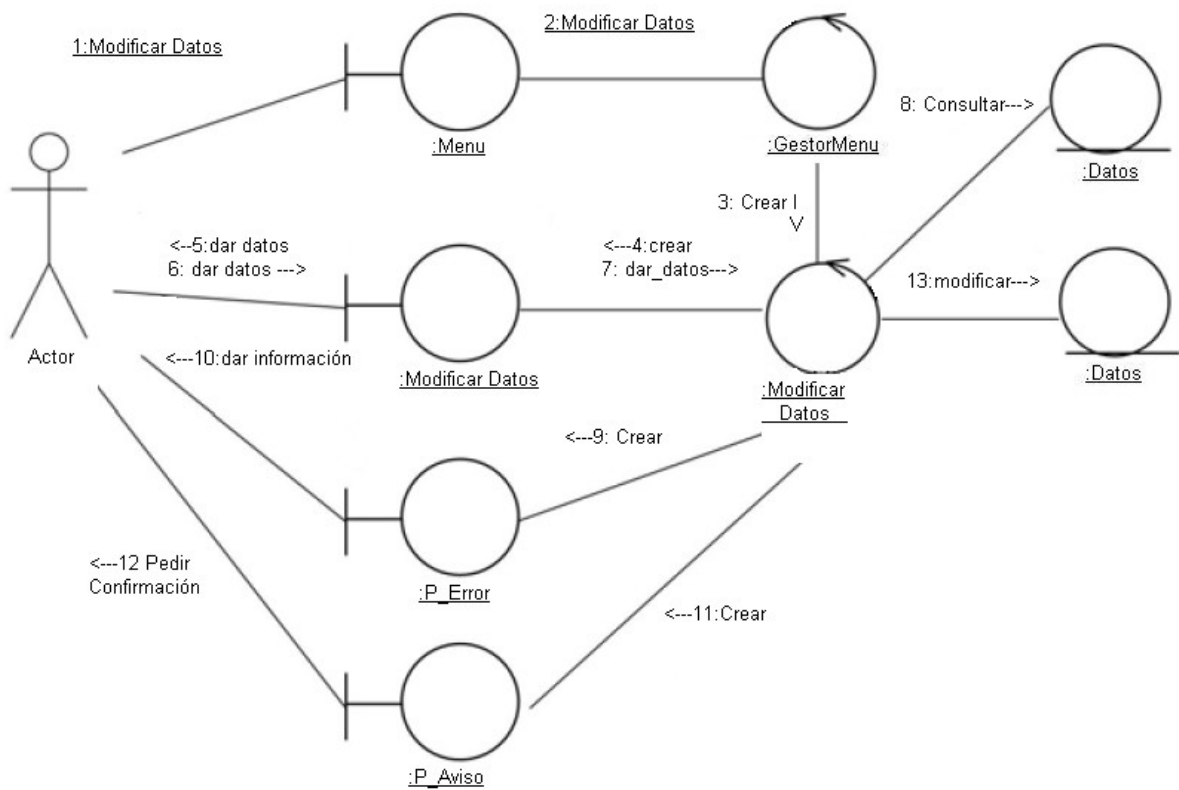 1:Modificar Datos
2:Modificar Datos
:Menu
:GestorMenu
8: Consultar--->
:Datos
3: Crear I
V
<---5:dar datos
6: dar datos --->
<---4:crear
7: dar_datos--->
13:modificar--->
Actor
<---10:dar información
:Modificar Datos
:Modificar
Datos
:Datos
<---9: Crear
<---12 Pedir
Confirmación
:P_Error
<---11:Crear
:P_Aviso